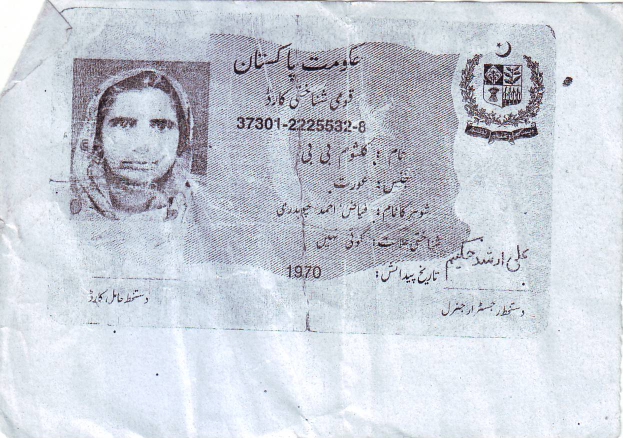 حکومت پاکستان
قومی شناختی کارڈ
37301-2225532-8
نام: کلثوم بی بی
جنس: عورت
شوہر کا نام: فیاض احمد چوہدری
شناختی علامت: کوئی نہیں
تاریخ پیدائش: 1970
علی ارشد حکیم
دستخط حامل کارڈ
دستخط رجسٹرار جنرل